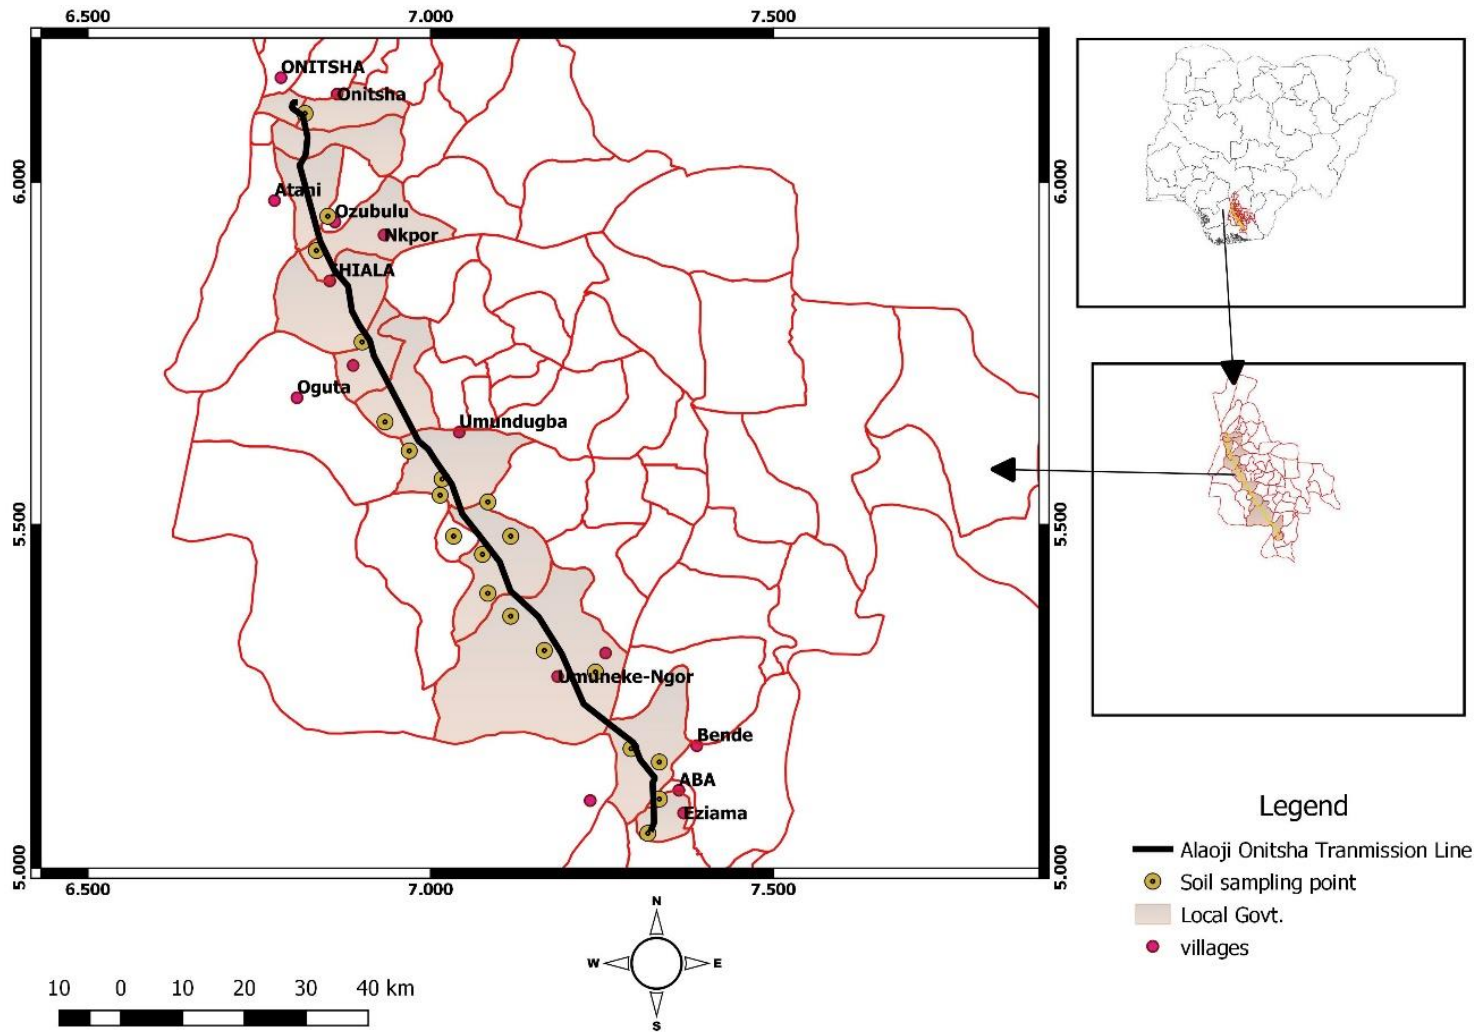 6.500 7.000 7.500
ONITSHA
Onitsha
6.000 6.000
Atani
Ozubulu
Nkpor
HIALA
Oguta
Umundugba
5.500 5.500
Umuneke-Ngor
Bende
ABA
Eziama
5.000 5.000
6.500 7.000 7.500
Legend
Alaoji Onitsha Tranmission Line
Soil sampling point
Local Govt.
villages
N
W E
S
10 0 10 20 30 40 km